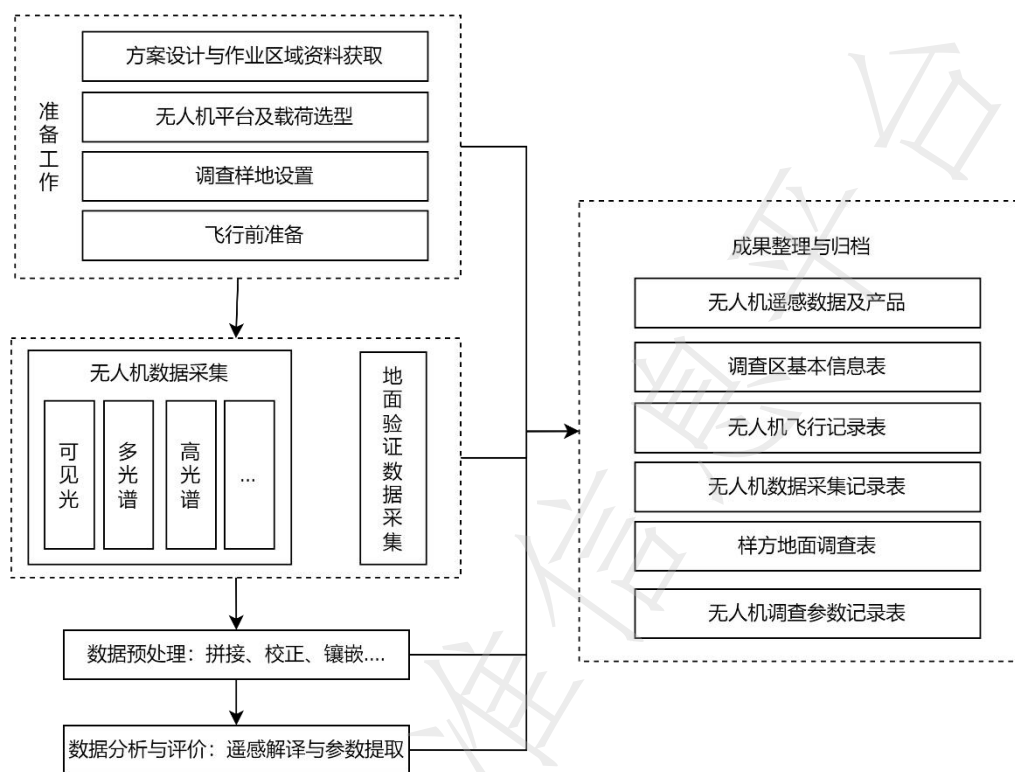 准备工作
方案设计与作业区域资料获取
无人机平台及载荷选型
调查样地设置
飞行前准备
无人机数据采集
可见光
多光谱
高光谱
...
地面验证数据采集
数据预处理：拼接、校正、镶嵌....
数据分析与评价：遥感解译与参数提取
成果整理与归档
无人机遥感数据及产品
调查区基本信息表
无人机飞行记录表
无人机数据采集记录表
样方地面调查表
无人机调查参数记录表
准信息平台